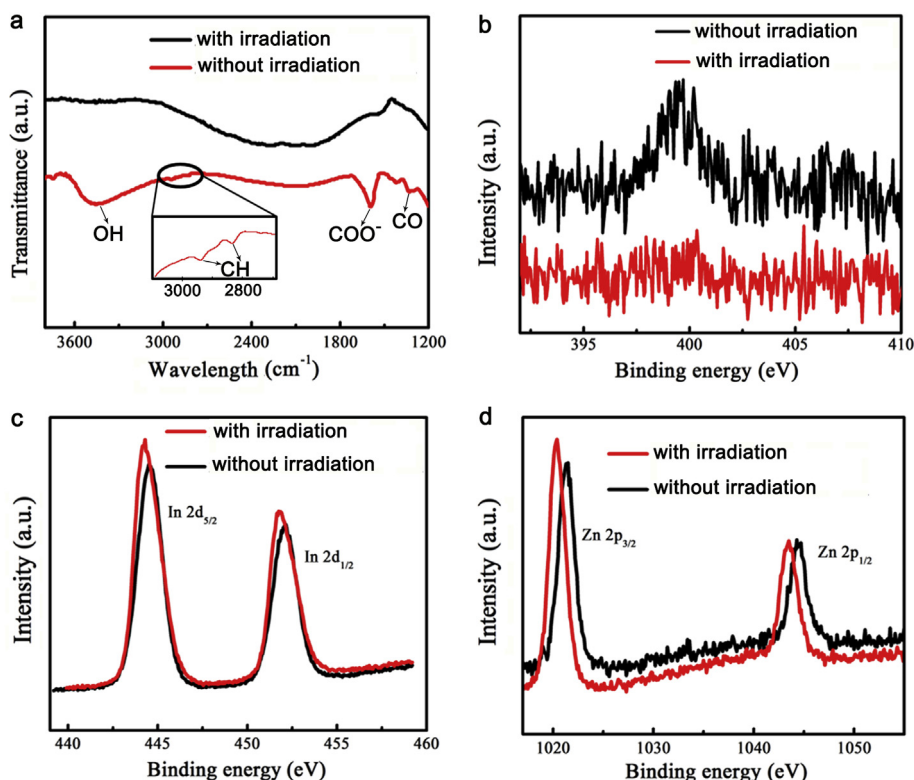 a
with irradiation
without irradiation
Transmittance (a.u.)
OH
COO⁻
CO
CH
3000 2800
3600 3000 2400 1800 1200
Wavelength (cm⁻¹)
b
without irradiation
with irradiation
Intensity (a.u.)
395 400 405 410
Binding energy (eV)
c
with irradiation
without irradiation
In 2d₅/₂
In 2d₁/₂
Intensity (a.u.)
440 445 450 455 460
Binding energy (eV)
d
with irradiation
without irradiation
Zn 2p₃/₂
Zn 2p₁/₂
Intensity (a.u.)
1020 1030 1040 1050
Binding energy (eV)